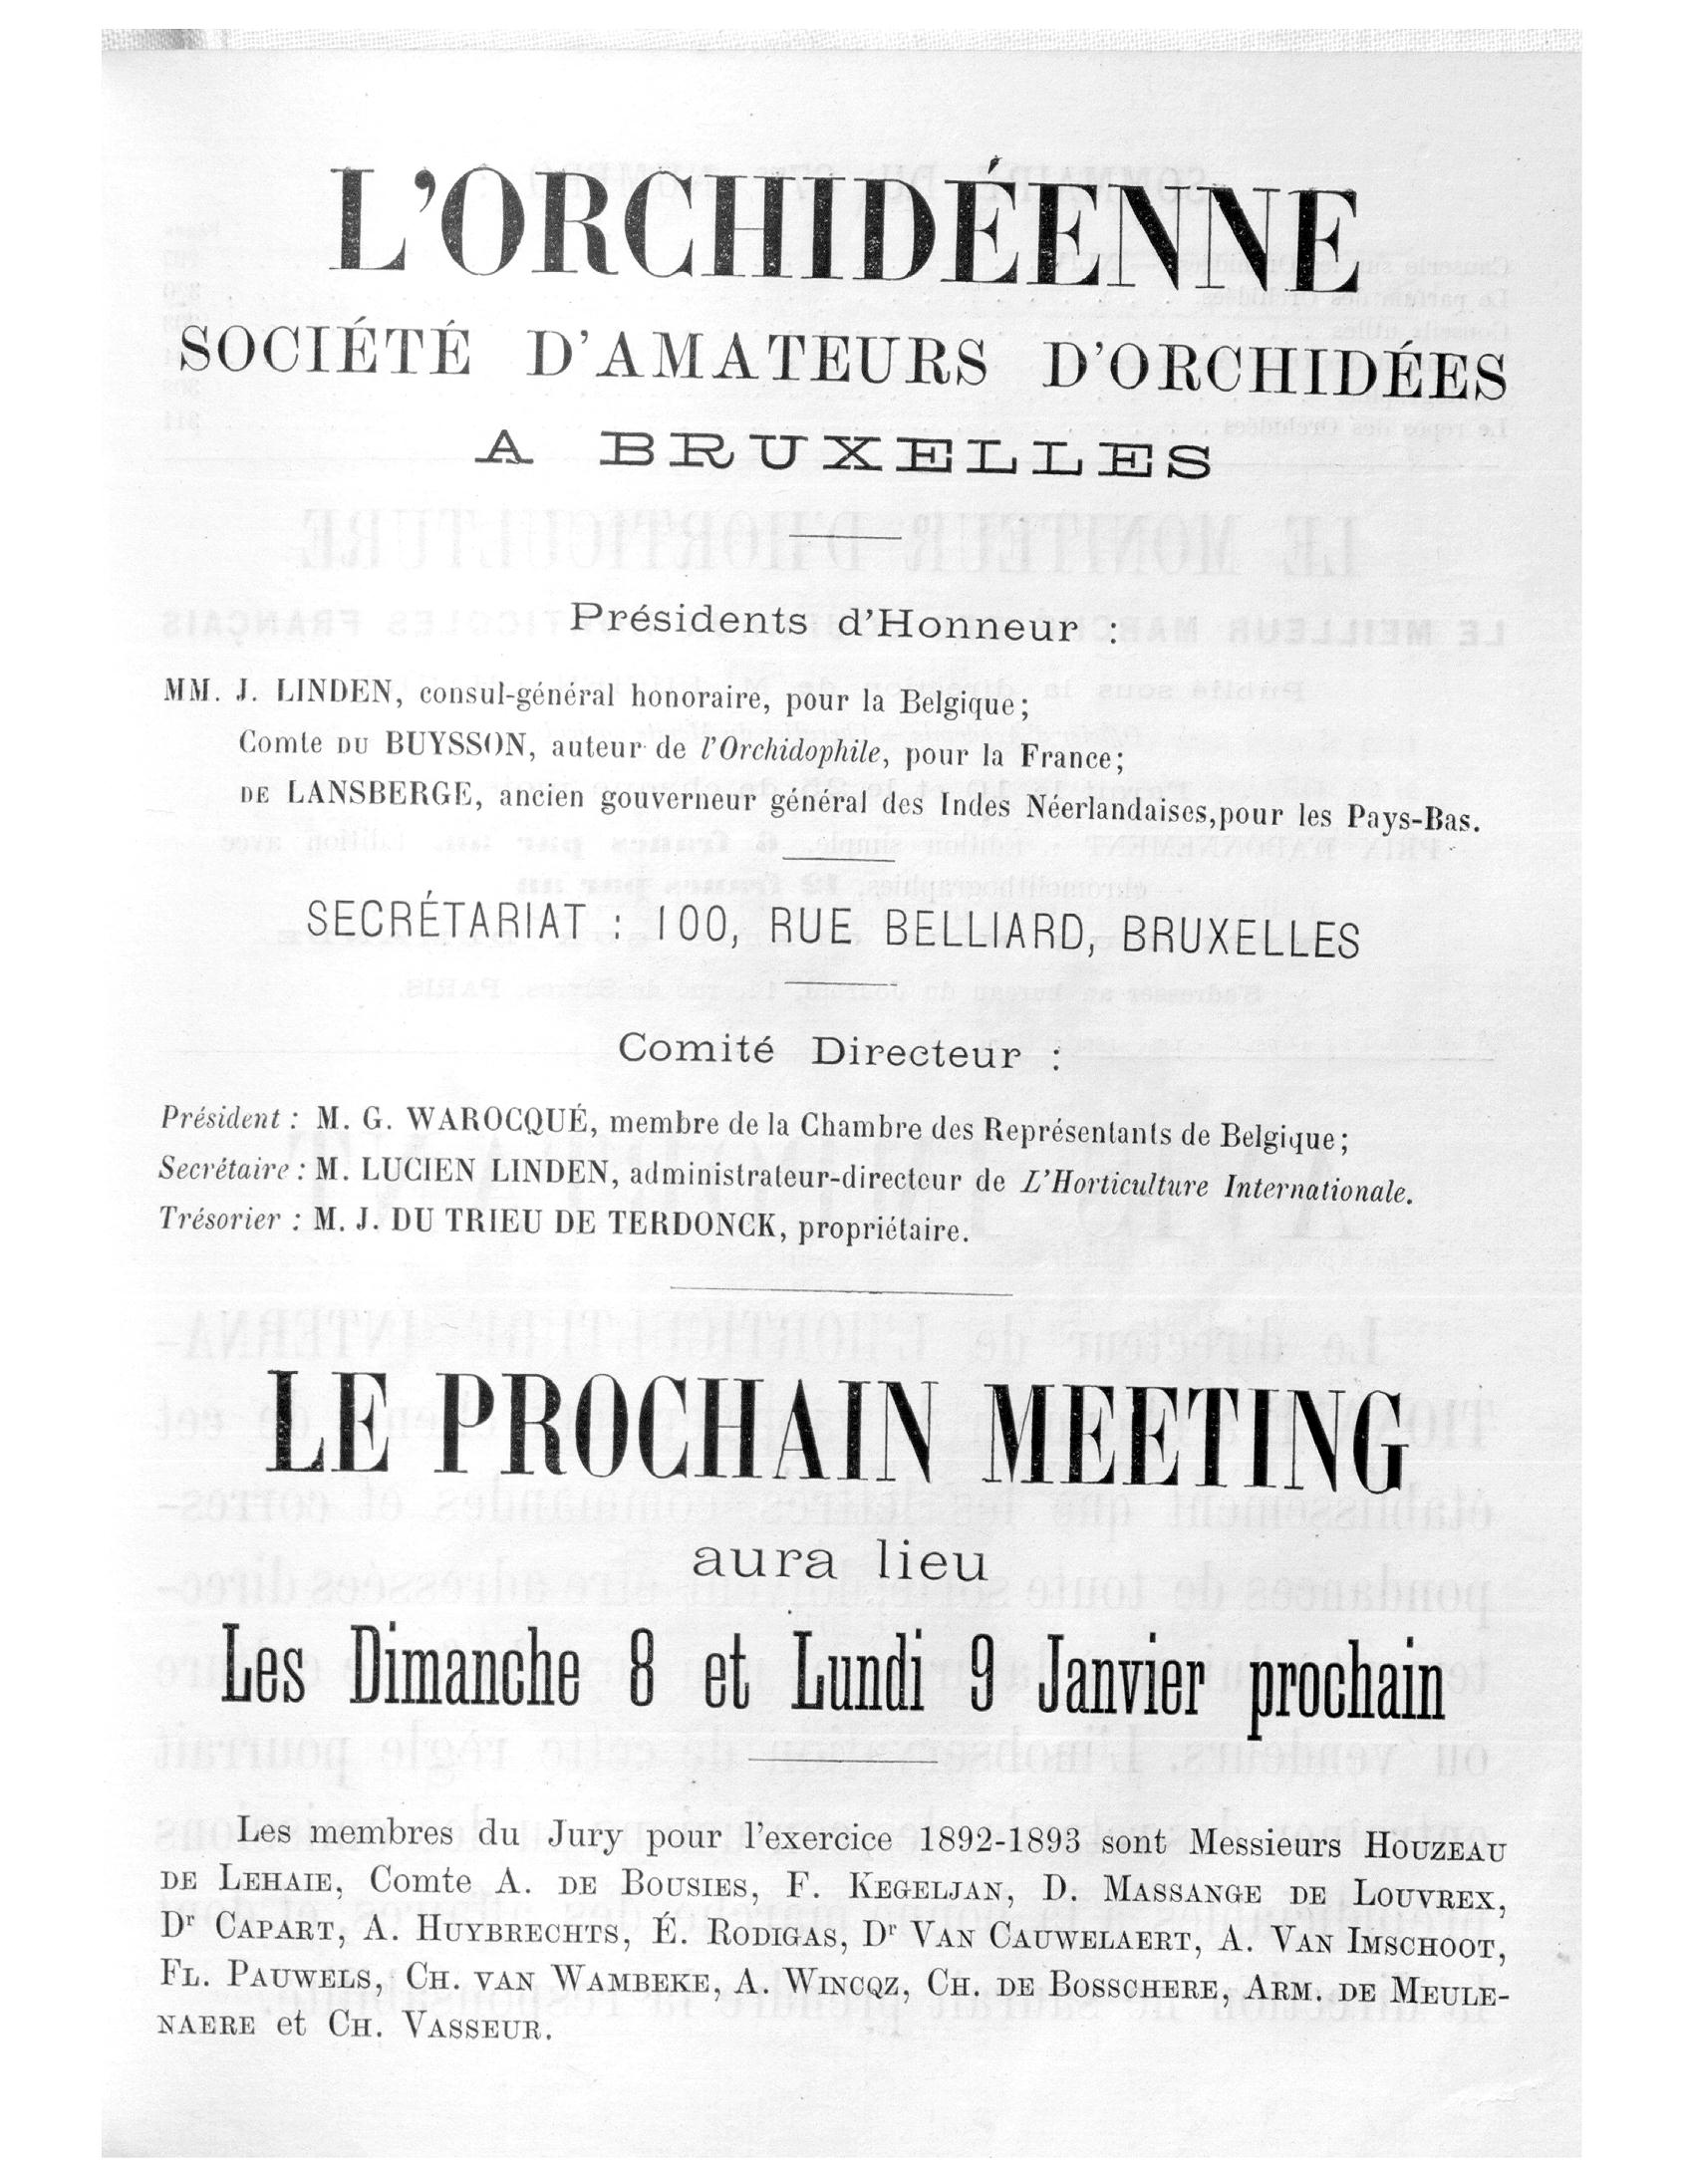 L'ORCHIDÉENNE
SOCIÉTÉ D'AMATEURS D'ORCHIDÉES
A BRUXELLES
Présidents d'Honneur :
MM. J. LINDEN, consul-général honoraire, pour la Belgique;
Comte DU BUYSSON, auteur de l'Orchidophile, pour la France;
DE LANSBERGE, ancien gouverneur général des Indes Néerlandaises, pour les Pays-Bas.
SECRÉTARIAT : 100, RUE BELLIARD, BRUXELLES
Comité Directeur :
Président : M. G. WAROCQUÉ, membre de la Chambre des Représentants de Belgique;
Secrétaire : M. LUCIEN LINDEN, administrateur-directeur de L'Horticulture Internationale.
Trésorier : M. J. DU TRIEU DE TERDONCK, propriétaire.
LE PROCHAIN MEETING
aura lieu
Les Dimanche 8 et Lundi 9 Janvier prochain
Les membres du Jury pour l'exercice 1892-1893 sont Messieurs HOUZEAU
DE LEHAIE, Comte A. DE BOUSIES, F. KEGELJAN, D. MASSANGE DE LOUVREX,
Dr CAPART, A. HUYBRECHTS, É. RODIGAS, Dr VAN CAUWELAERT, A. VAN IMSCHOOT,
FL. PAUWELS, CH. VAN WAMBEKE, A. WINCQZ, CH. DE BOSSCHERE, ARM. DE MEULE-
NAERE et CH. VASSEUR.